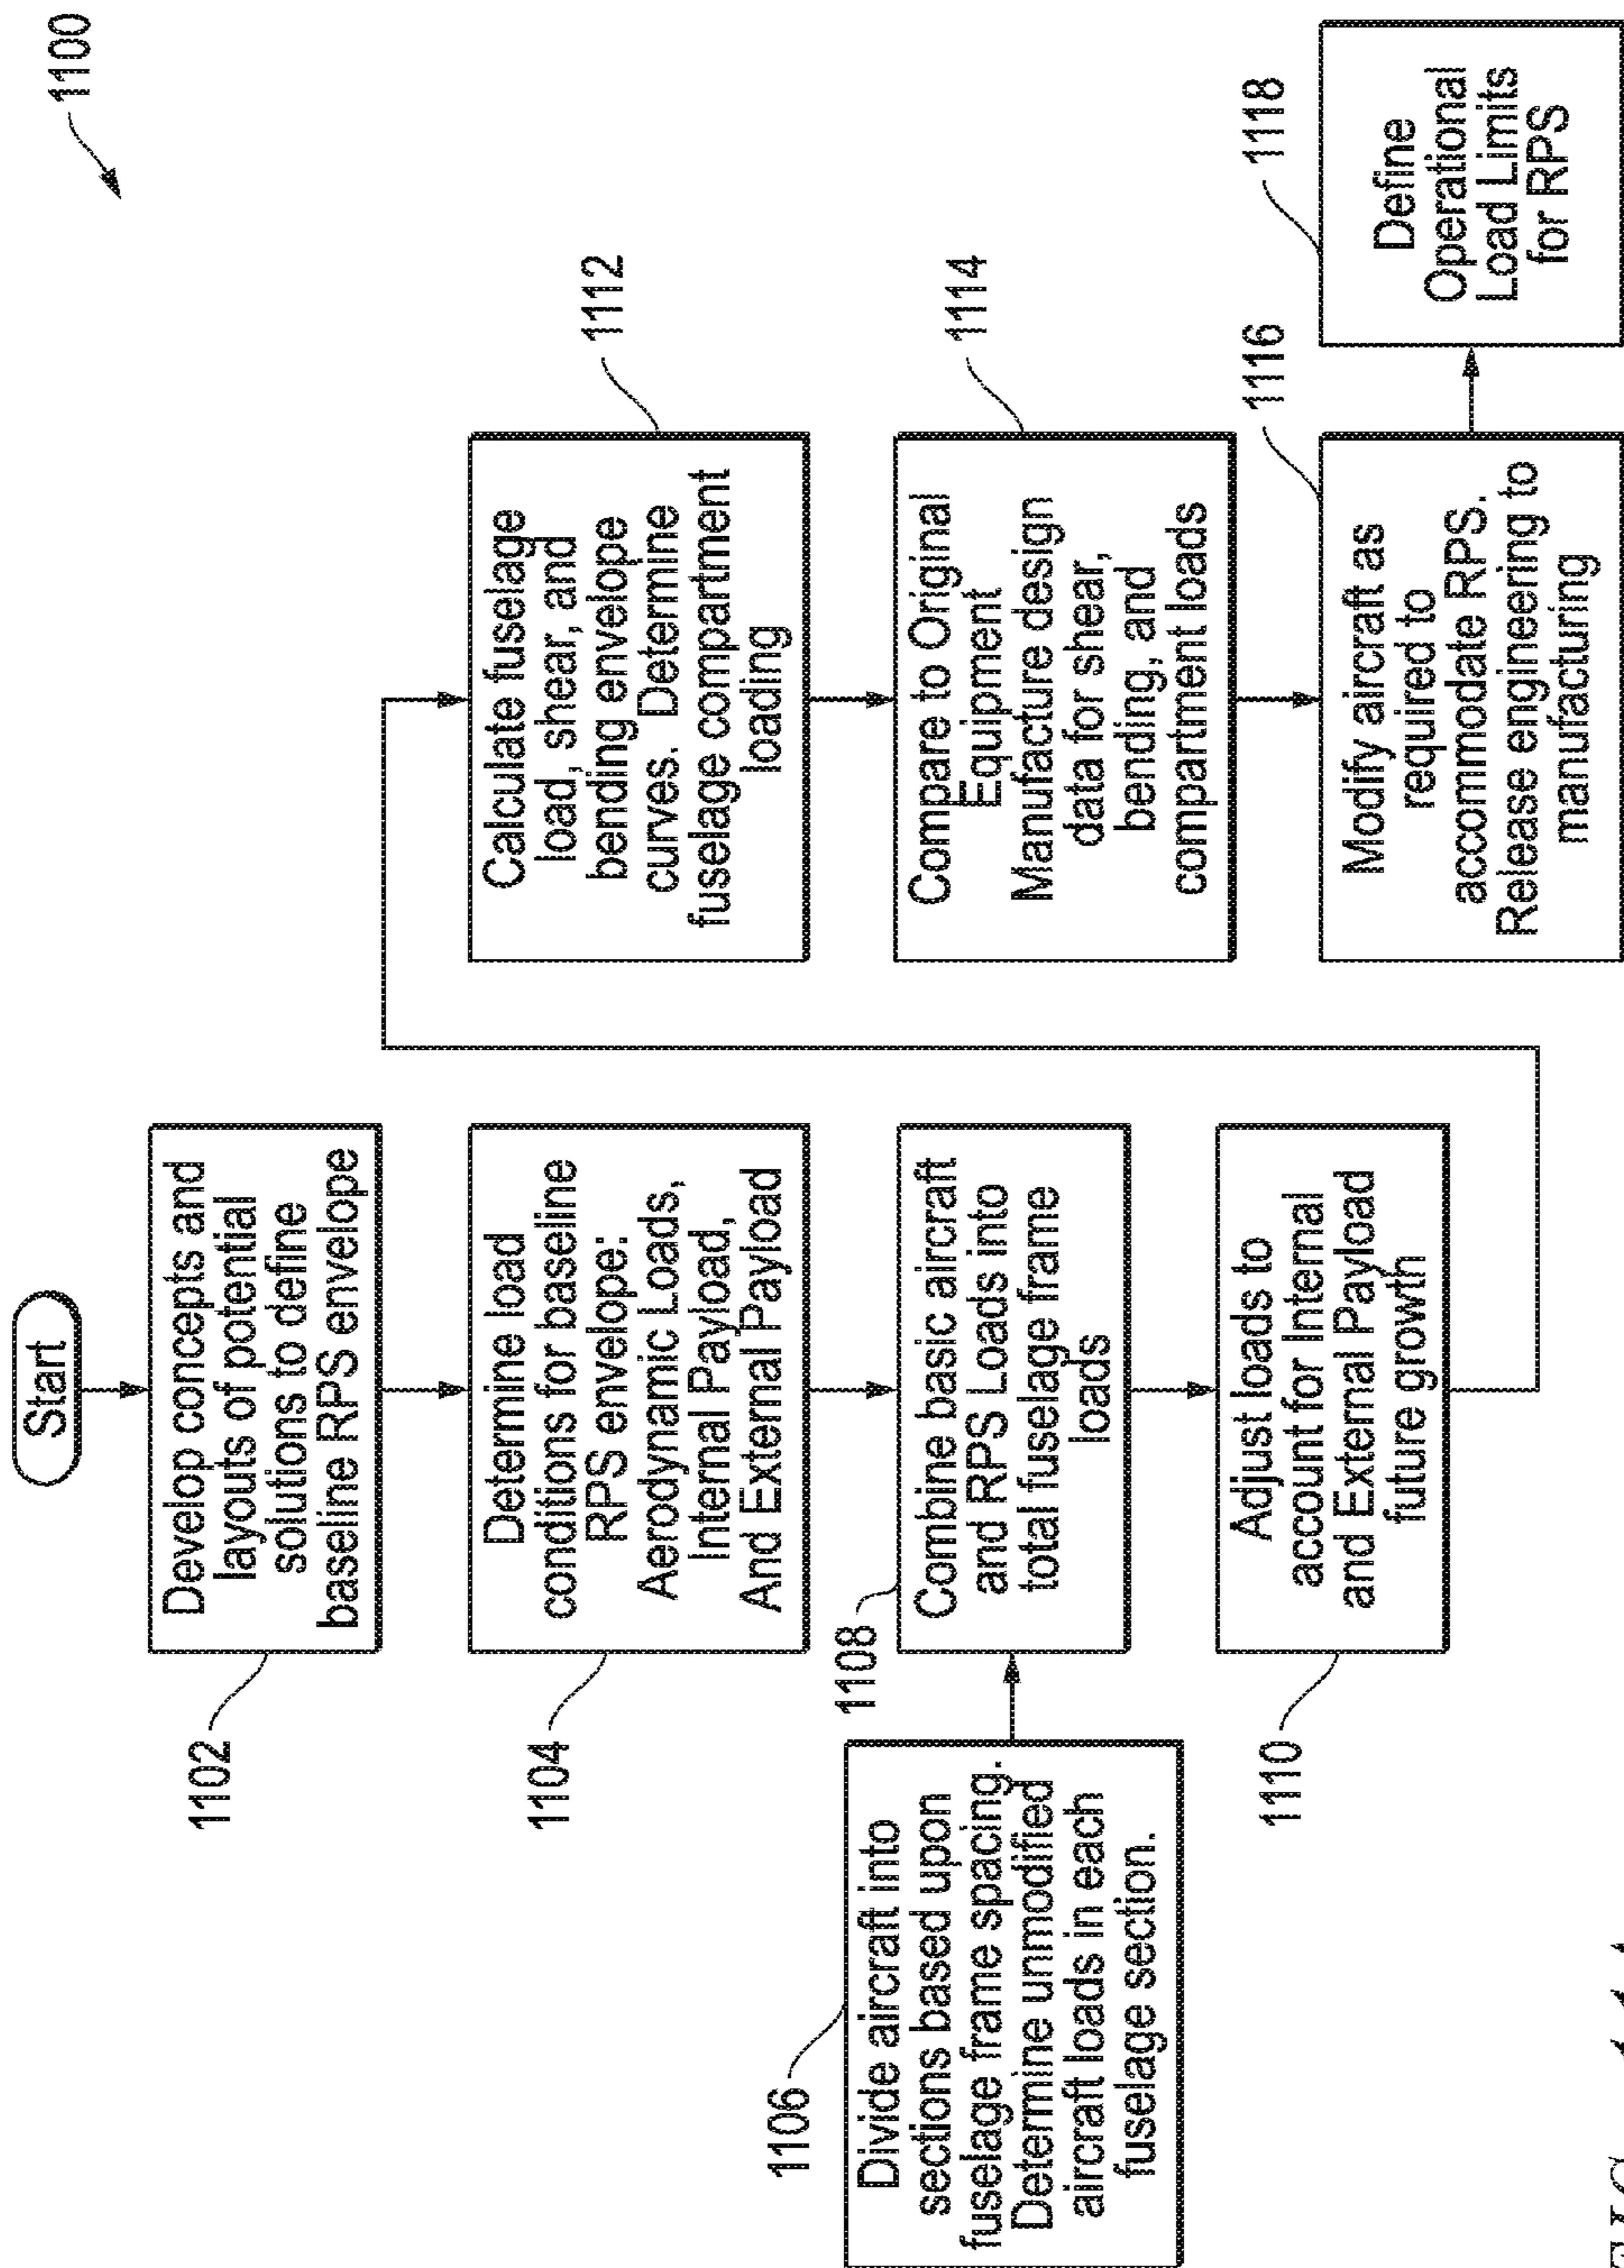 1100
Start
1102
Develop concepts and
layouts of potential
solutions to define
baseline RPS envelope
1104
Determine load
conditions for baseline
RPS envelope:
Aerodynamic Loads,
Internal Payload,
And External Payload
1106
Divide aircraft into
sections based upon
fuselage frame spacing.
Determine unmodified
aircraft loads in each
fuselage section.
1108
Combine basic aircraft
and RPS Loads into
total fuselage frame
loads
1110
Adjust loads to
account for Internal
and External Payload
future growth
1112
Calculate fuselage
load, shear, and
bending envelope
curves. Determine
fuselage compartment
loading
1114
Compare to Original
Equipment
Manufacture design
data for shear,
bending, and
compartment loads
1116
Modify aircraft as
required to
accommodate RPS.
Release engineering to
manufacturing
1118
Define
Operational
Load Limits
for RPS